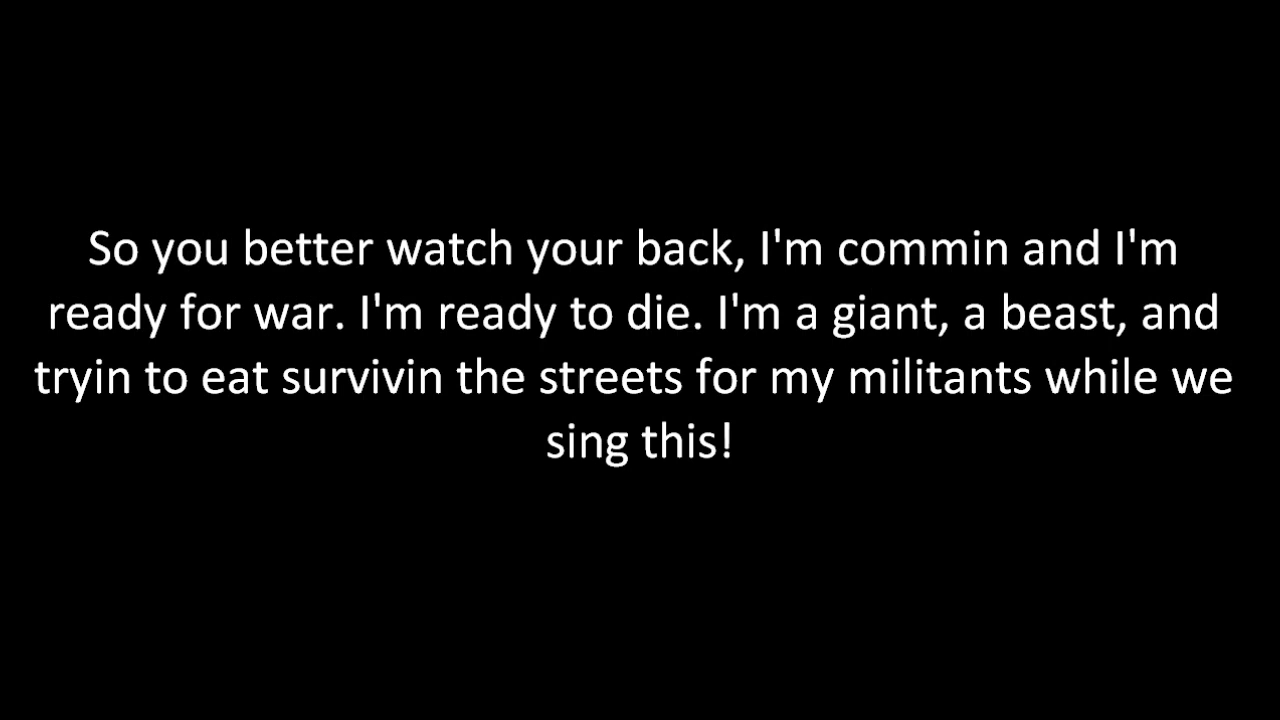 So you better watch your back, I'm commin and I'm
ready for war. I'm ready to die. I'm a giant, a beast, and
tryin to eat survivin the streets for my militants while we
sing this!